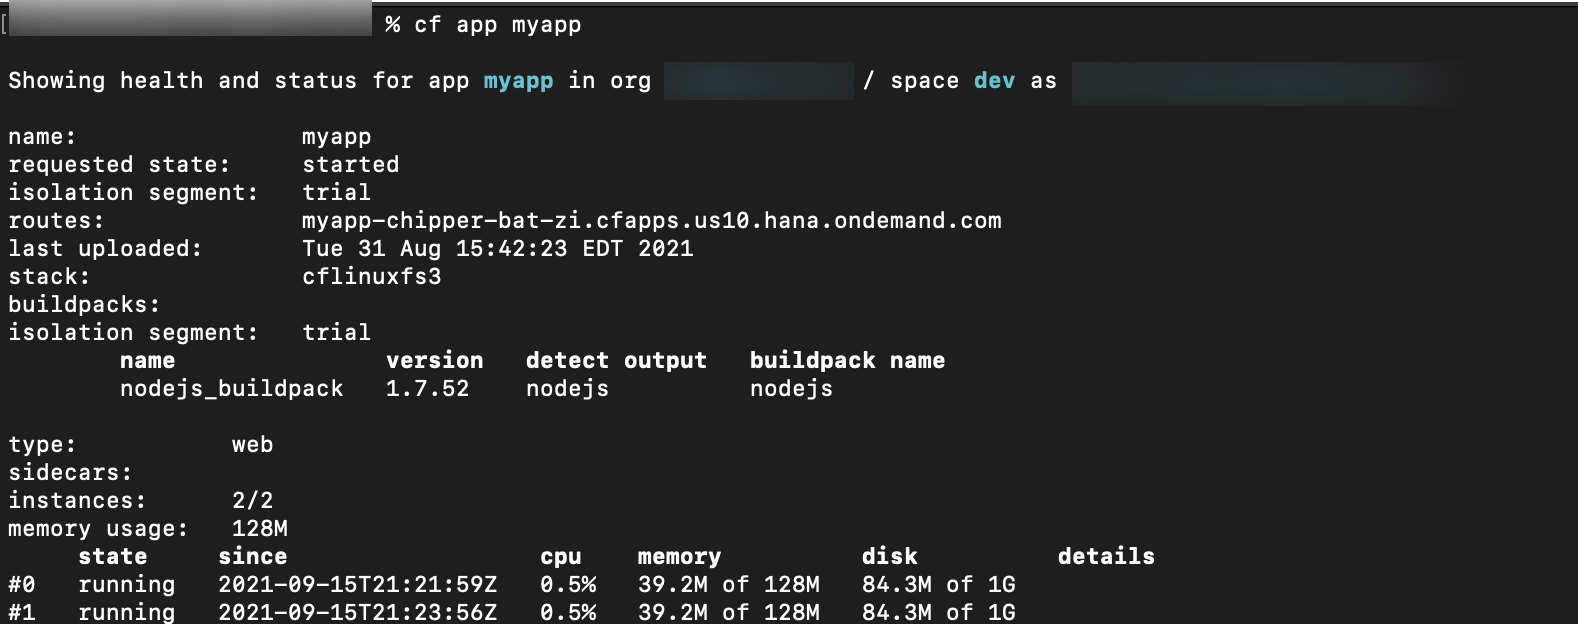 % cf app myapp
Showing health and status for app myapp in org / space dev as
name: myapp
requested state: started
isolation segment: trial
routes: myapp-chipper-bat-zi.cfapps.us10.hana.ondemand.com
last uploaded: Tue 31 Aug 15:42:23 EDT 2021
stack: cflinuxfs3
buildpacks:
isolation segment: trial
name version detect output buildpack name
nodejs_buildpack 1.7.52 nodejs nodejs
type: web
sidecars:
instances: 2/2
memory usage: 128M
state since cpu memory disk details
#0 running 2021-09-15T21:21:59Z 0.5% 39.2M of 128M 84.3M of 1G
#1 running 2021-09-15T21:23:56Z 0.5% 39.2M of 128M 84.3M of 1G